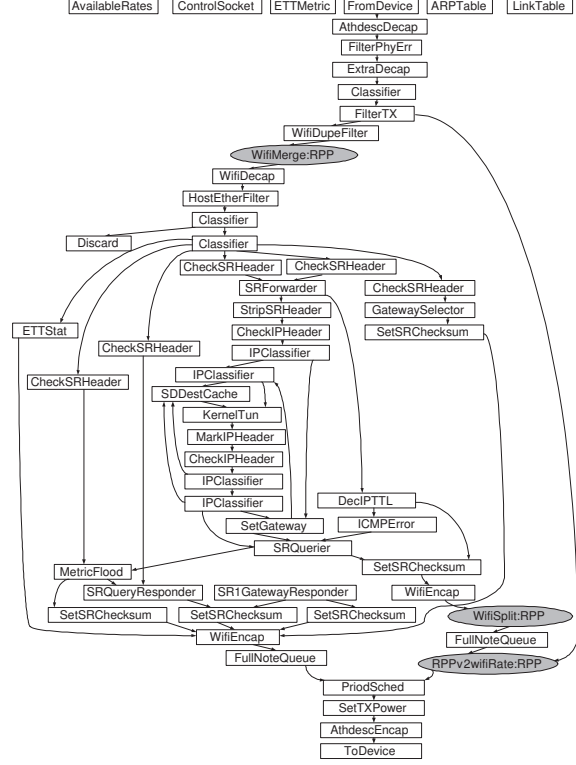 AvailableRates
ControlSocket
ETTMetric
FromDevice
ARPTable
LinkTable
AthdescDecap
FilterPhyErr
ExtraDecap
Classifier
FilterTX
WifiDupeFilter
WifiMerge:RPP
WifiDecap
HostEtherFilter
Classifier
Discard
Classifier
CheckSRHeader
CheckSRHeader
SRForwarder
CheckSRHeader
StripSRHeader
GatewaySelector
ETTStat
CheckIPHeader
SetSRChecksum
CheckSRHeader
IPClassifier
CheckSRHeader
IPClassifier
SDDestCache
KernelTun
MarkIPHeader
CheckIPHeader
IPClassifier
IPClassifier
DecIPTTL
SetGateway
ICMPError
SRQuerier
MetricFlood
SetSRChecksum
SRQueryResponder
SR1GatewayResponder
WifiEncap
SetSRChecksum
SetSRChecksum
SetSRChecksum
WifiSplit:RPP
WifiEncap
FullNoteQueue
FullNoteQueue
RPPv2wifiRate:RPP
PriodSched
SetTXPower
AthdescEncap
ToDevice